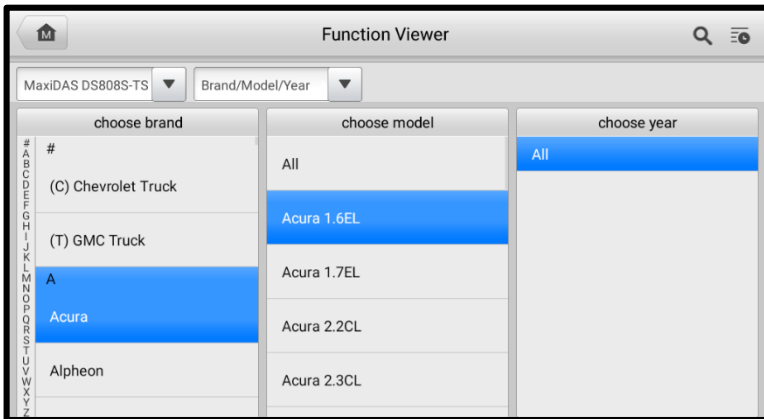 M
Function Viewer
MaxiDAS DS808S-TS
Brand/Model/Year
choose brand
choose model
choose year
#
A
B
C
D
E
F
G
H
I
J
K
L
M
N
O
P
Q
R
S
T
U
V
W
X
Y
Z
#
(C) Chevrolet Truck
(T) GMC Truck
A
Acura
Alpheon
All
Acura 1.6EL
Acura 1.7EL
Acura 2.2CL
Acura 2.3CL
All